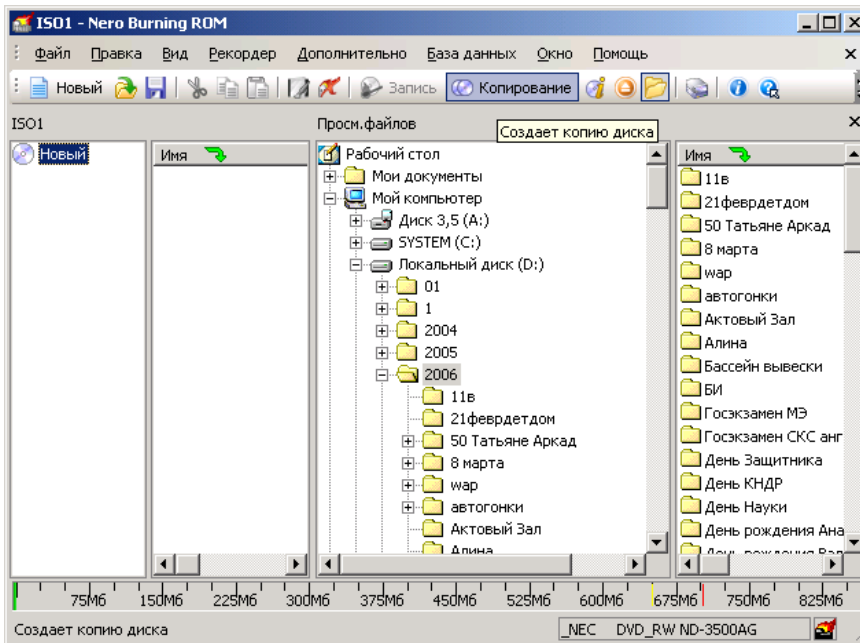 ISO1 - Nero Burning ROM
Файл Правка Вид Рекордер Дополнительно База данных Окно Помощь
Новый Запись Копирование
ISO1 Просм.файлов
Создает копию диска
Новый
Имя
Рабочий стол
Мои документы
Мой компьютер
Диск 3,5 (A:)
SYSTEM (C:)
Локальный диск (D:)
01
1
2004
2005
2006
11в
21феврдетдом
50 Татьяне Аркад
8 марта
wap
автогонки
Актовый Зал
Алина
Имя
11в
21феврдетдом
50 Татьяне Аркад
8 марта
wap
автогонки
Актовый Зал
Алина
Бассейн вывески
БИ
Госэкзамен МЭ
Госэкзамен СКС анг
День Защитника
День КНДР
День Науки
День рождения Ана
День рождения Вал
75Мб 150Мб 225Мб 300Мб 375Мб 450Мб 525Мб 600Мб 675Мб 750Мб 825Мб
Создает копию диска
_NEC DVD_RW ND-3500AG